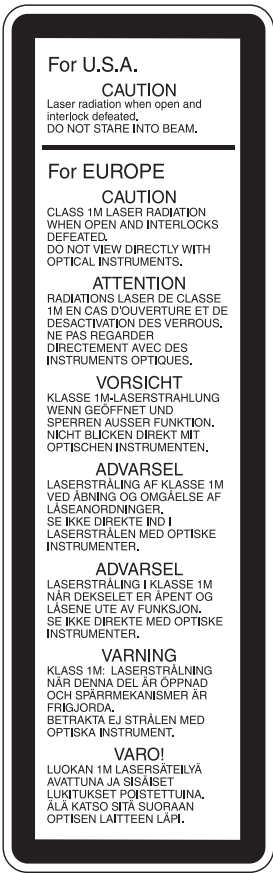 For U.S.A.
CAUTION
Laser radiation when open and
interlock defeated.
DO NOT STARE INTO BEAM.
For EUROPE
CAUTION
CLASS 1M LASER RADIATION
WHEN OPEN AND INTERLOCKS
DEFEATED.
DO NOT VIEW DIRECTLY WITH
OPTICAL INSTRUMENTS.
ATTENTION
RADIATIONS LASER DE CLASSE
1M EN CAS D'OUVERTURE ET DE
DESACTIVATION DES VERROUS.
NE PAS REGARDER
DIRECTEMENT AVEC DES
INSTRUMENTS OPTIQUES.
VORSICHT
KLASSE 1M-LASERSTRAHLUNG
WENN GEÖFFNET UND
SPERREN AUSSER FUNKTION.
NICHT BLICKEN DIREKT MIT
OPTISCHEN INSTRUMENTEN.
ADVARSEL
LASERSTRÅLING AF KLASSE 1M
VED ÅBNING OG OMGÅELSE AF
LÅSEANORDNINGER.
SE IKKE DIREKTE IND I
LASERSTRÅLEN MED OPTISKE
INSTRUMENTER.
ADVARSEL
LASERSTRÅLING I KLASSE 1M
NÅR DEKSELET ER ÅPENT OG
LÅSENE UTE AV FUNKSJON.
SE IKKE DIREKTE MED OPTISKE
INSTRUMENTER.
VARNING
KLASS 1M: LASERSTRÅLNING
NÄR DENNA DEL ÄR ÖPPNAD
OCH SPÄRRMEKANISMER ÄR
FRIGJORDA.
BETRAKTA EJ STRÅLEN MED
OPTISKA INSTRUMENT.
VARO!
LUOKAN 1M LASERSÄTEILYÄ
AVATTUNA JA SISÄISET
LUKITUKSET POISTETTUINA.
ÄLÄ KATSO SITÄ SUORAAN
OPTISEN LAITTEEN LÄPI.